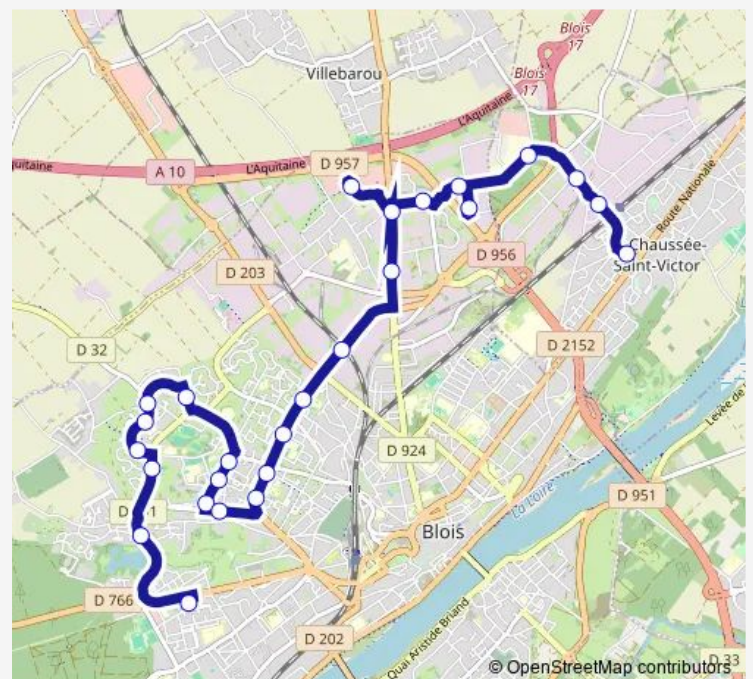 Blois
17
Villebarou
Blois
17
L'Aquitaine
uitaine
A 10
L'Aquitaine
D 957
Route Nationale
Chaussée-
Saint-Victor
D 956
D 203
D 32
D 2152
Levée de
D 924
D 951
La Loire
Blois
D 766
D 202
Quai Aristide Briand
D 33
© OpenStreetMap contributors